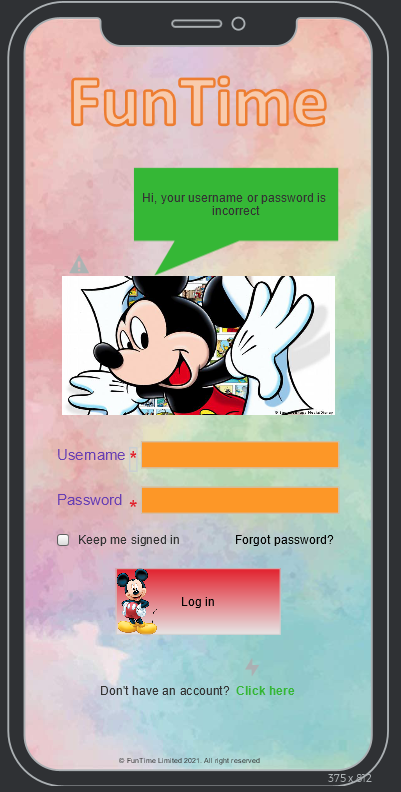 FunTime
Hi, your username or password is
incorrect
Username *
Password *
Keep me signed in Forgot password?
Log in
Don't have an account? Click here
© FunTime Limited 2021. All right reserved
375 x 812